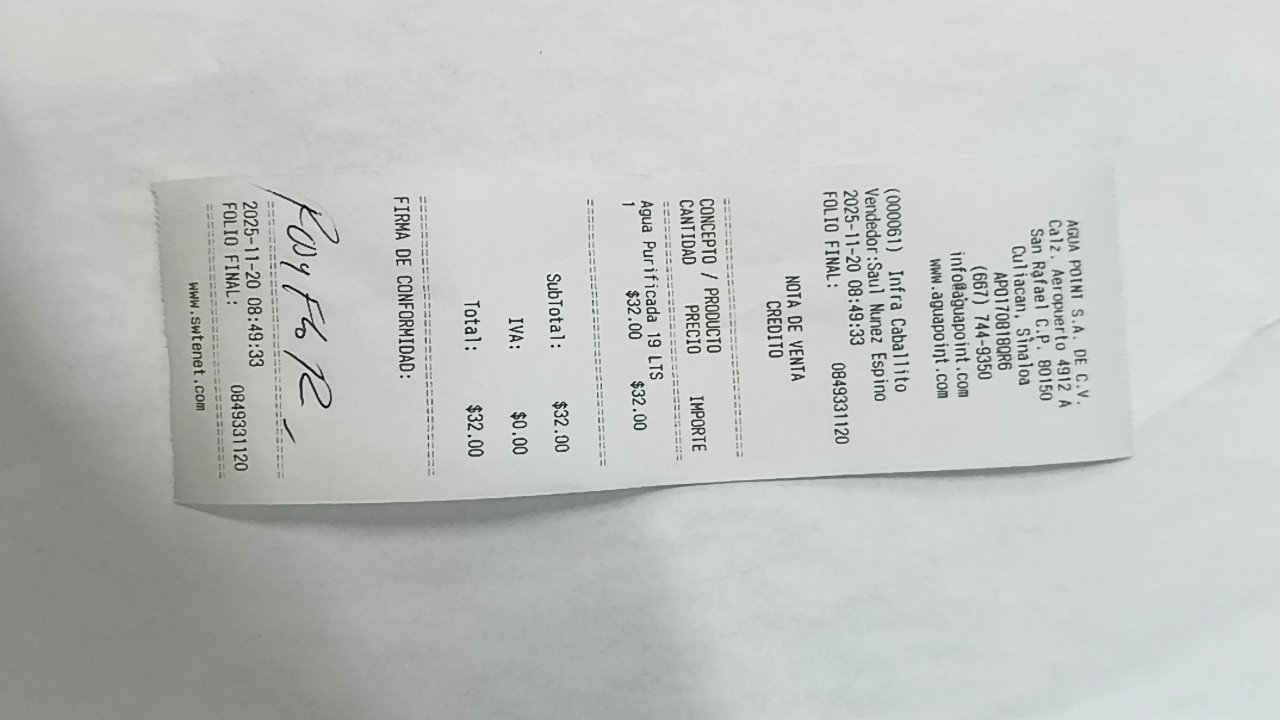 AGUA POINT S.A. DE C.V.
Calz. Aeropuerto 4912 A
San Rafael C.P. 80150
Culiacan, Sinaloa
APO170818QR6
(667) 744-9350
info@aguapoint.com
www.aguapoint.com
(000061) Infra Caballito
Vendedor:Saul Nunez Espino
2025-11-20 08:49:33
FOLIO FINAL: 0849331120
NOTA DE VENTA
CREDITO
CONCEPTO / PRODUCTO
CANTIDAD PRECIO IMPORTE
Agua Purificada 19 LTS
1 $32.00 $32.00
SubTotal: $32.00
IVA: $0.00
Total: $32.00
FIRMA DE CONFORMIDAD:
2025-11-20 08:49:33
FOLIO FINAL: 0849331120
www.swtenet.com